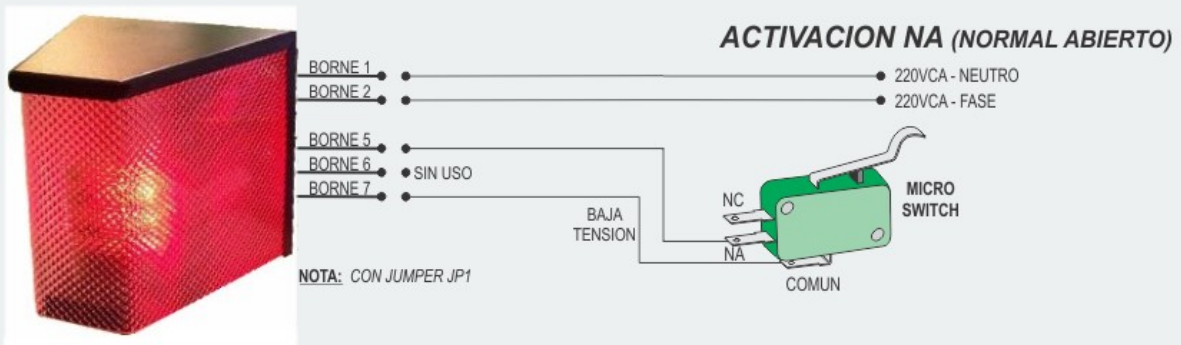 ACTIVACION NA (NORMAL ABIERTO)
BORNE 1
220VCA - NEUTRO
BORNE 2
220VCA - FASE
BORNE 5
BORNE 6
SIN USO
BORNE 7
BAJA
TENSION
NC
NA
MICRO
SWITCH
COMUN
NOTA: CON JUMPER JP1